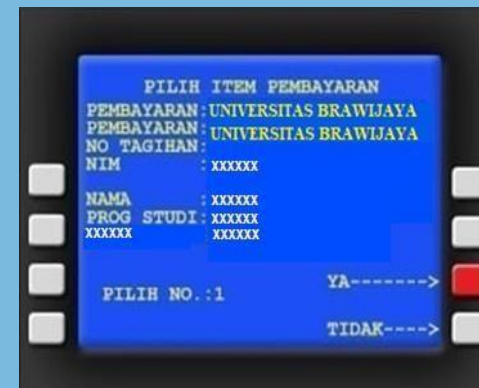 PILIH ITEM PEMBAYARAN
PEMBAYARAN:UNIVERSITAS BRAWIJAYA
PEMBAYARAN:UNIVERSITAS BRAWIJAYA
NO TAGIHAN:
NIM : XXXXXX
NAMA : XXXXXX
PROG STUDI: XXXXXX
XXXXXX XXXXXX
YA------->
PILIH NO.:1
TIDAK---->